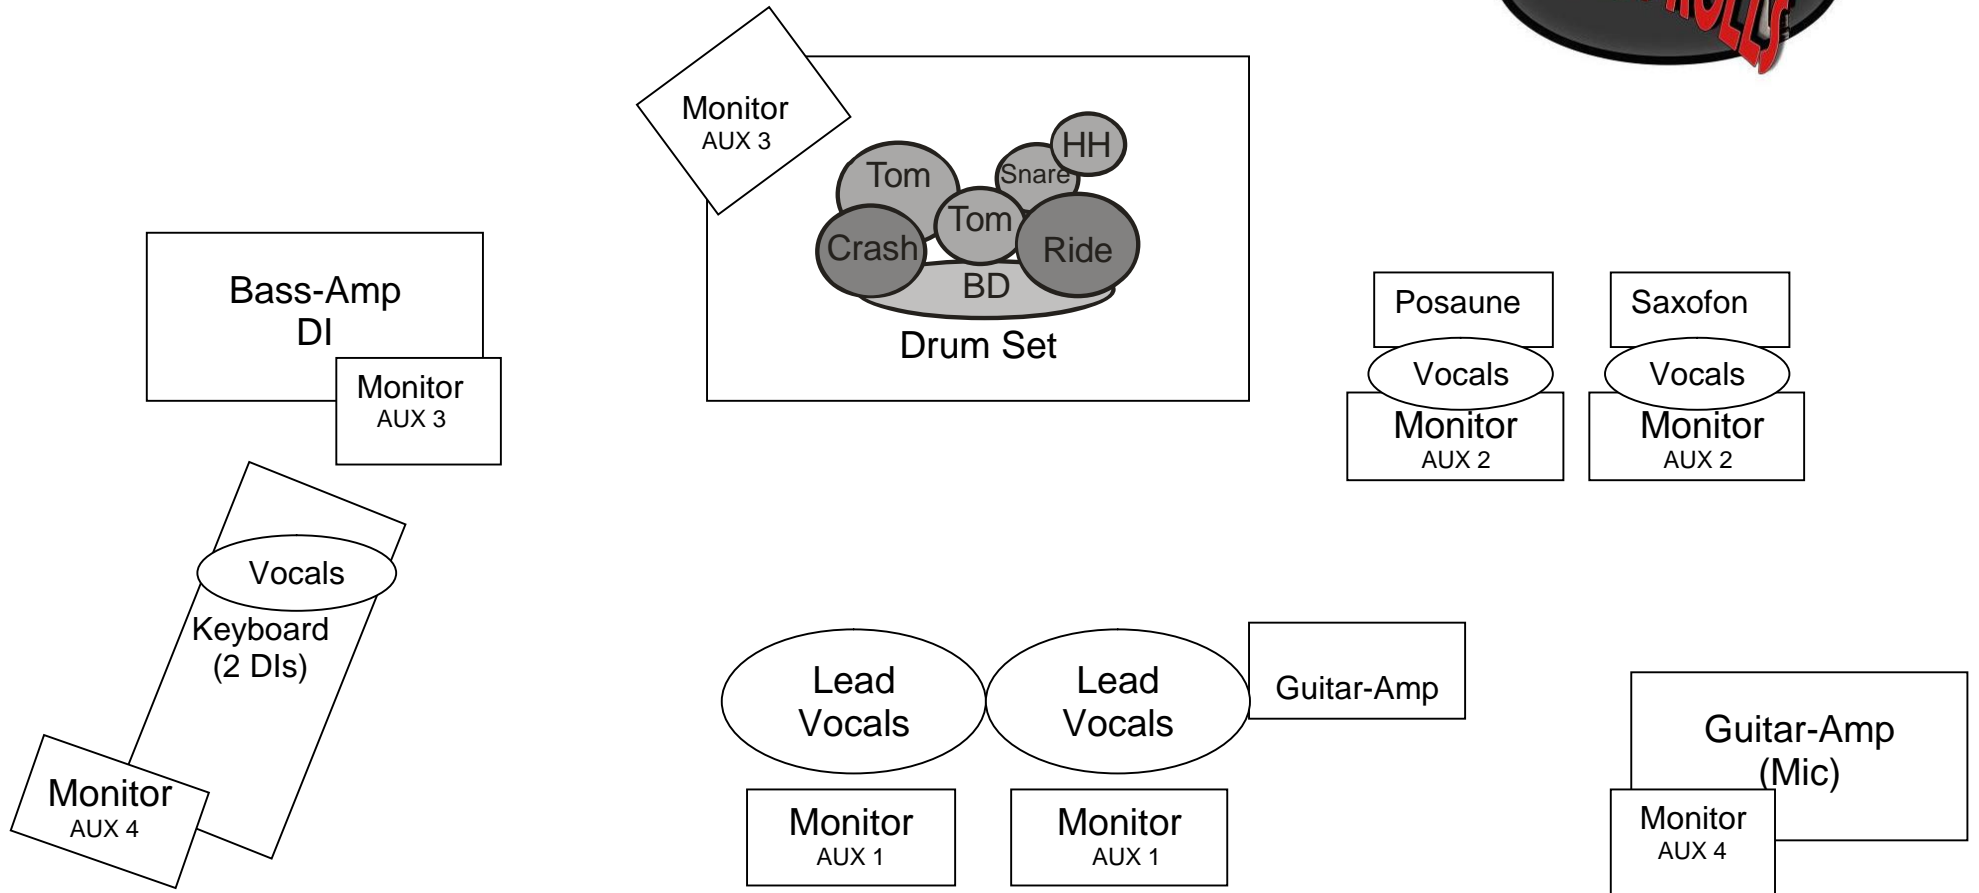 ROLLS
Monitor
AUX 3
HH
Tom
Snare
Tom
Crash
Ride
BD
Drum Set
Bass-Amp
DI
Monitor
AUX 3
Posaune
Saxofon
Vocals
Vocals
Monitor
AUX 2
Monitor
AUX 2
Vocals
Keyboard
(2 DIs)
Monitor
AUX 4
Lead
Vocals
Lead
Vocals
Guitar-Amp
Monitor
AUX 1
Monitor
AUX 1
Guitar-Amp
(Mic)
Monitor
AUX 4